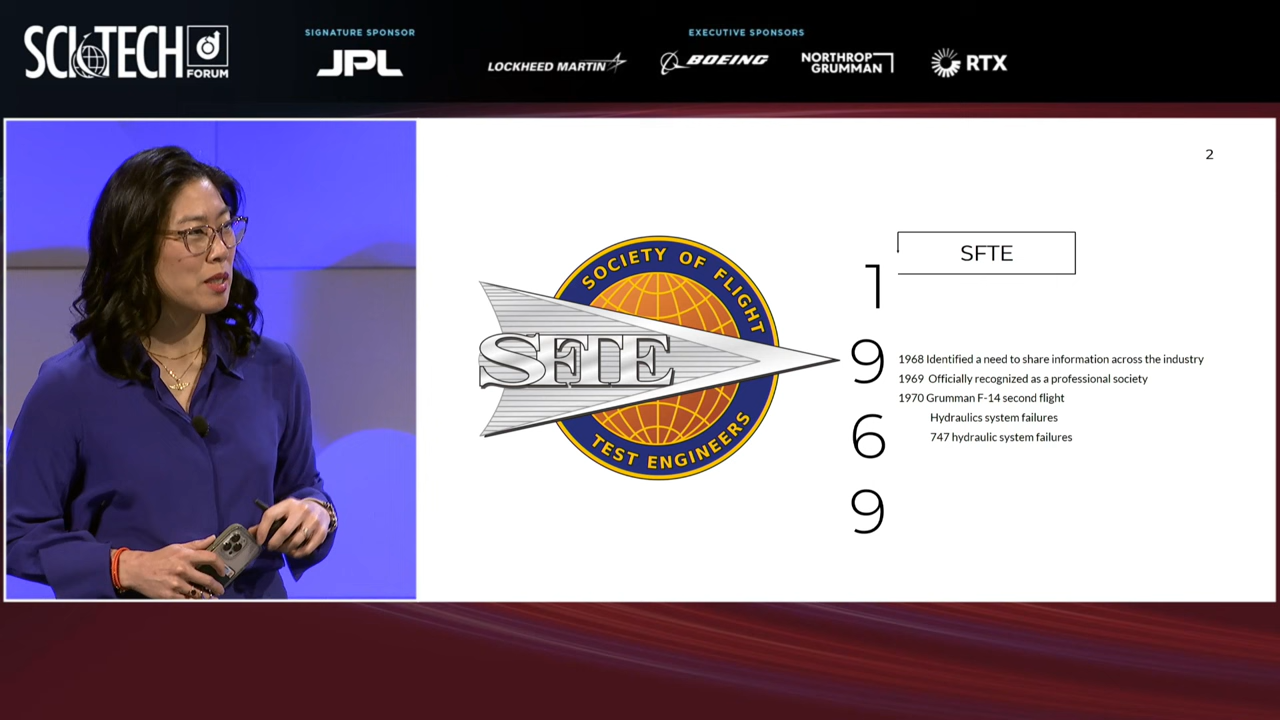 SCITECH
FORUM
SIGNATURE SPONSOR
JPL
EXECUTIVE SPONSORS
LOCKHEED MARTIN
BOEING
NORTHROP
GRUMMAN
RTX
2
SOCIETY OF FLIGHT
SFTE
TEST ENGINEERS
1
9
6
9
SFTE
1968 Identified a need to share information across the industry
1969 Officially recognized as a professional society
1970 Grumman F-14 second flight
Hydraulics system failures
747 hydraulic system failures